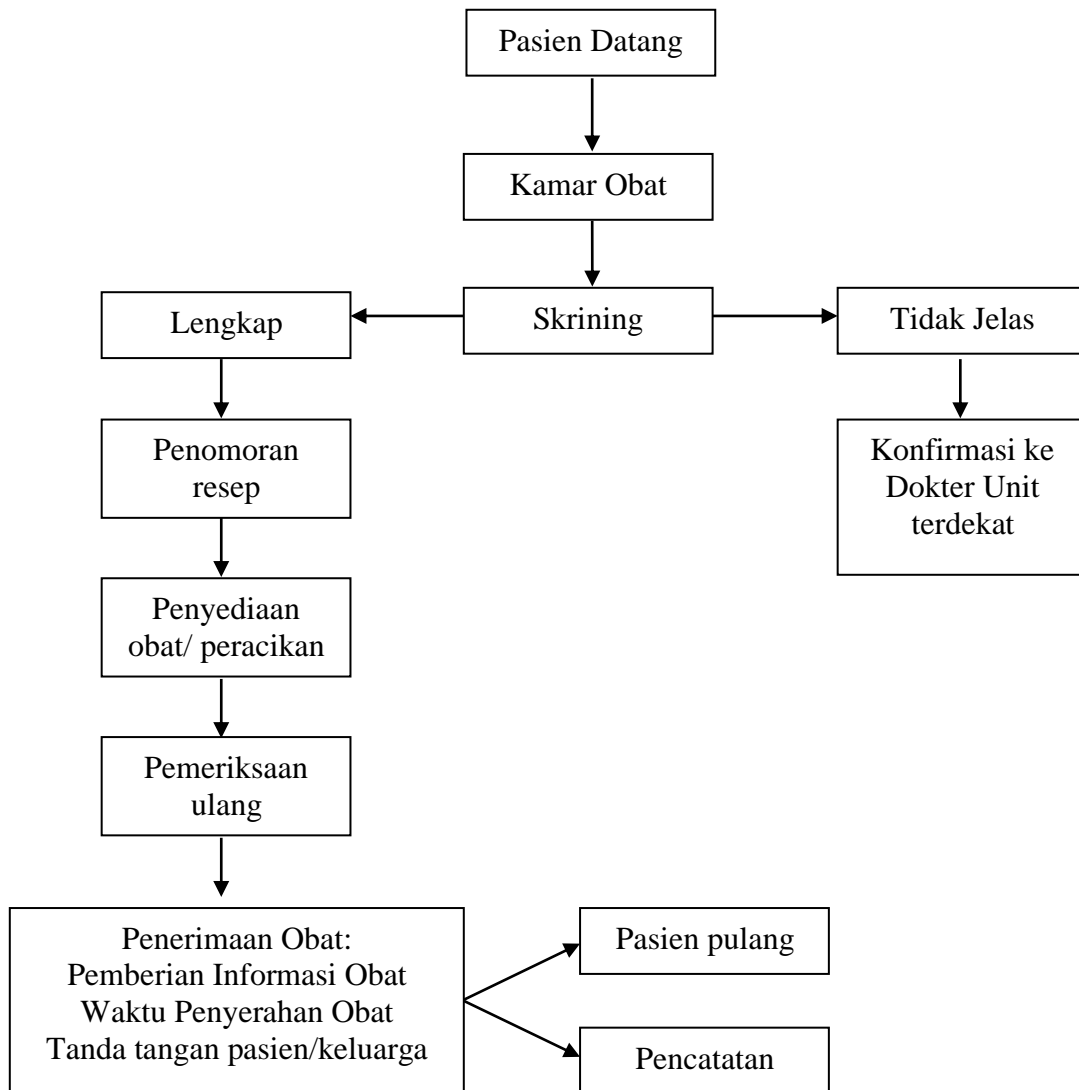 Pasien Datang
Kamar Obat
Lengkap
Skrining
Tidak Jelas
Penomoran
resep
Konfirmasi ke
Dokter Unit
terdekat
Penyediaan
obat/ peracikan
Pemeriksaan
ulang
Penerimaan Obat:
Pemberian Informasi Obat
Waktu Penyerahan Obat
Tanda tangan pasien/keluarga
Pasien pulang
Pencatatan